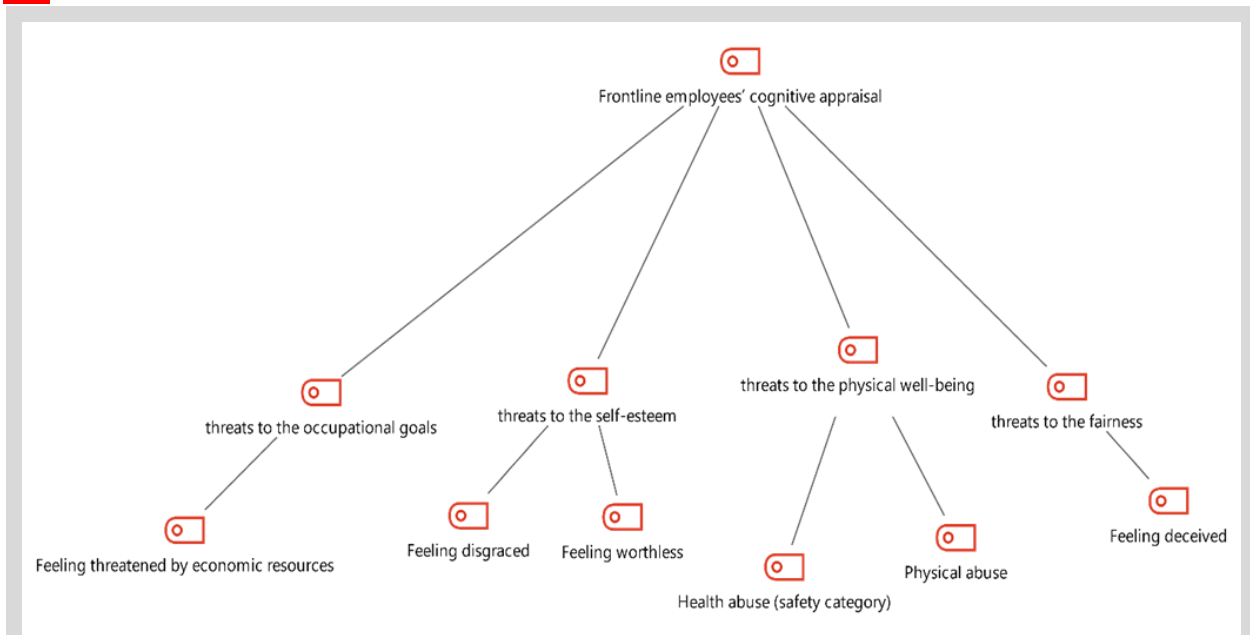 Frontline employees’ cognitive appraisal
threats to the occupational goals
threats to the self-esteem
threats to the physical well-being
threats to the fairness
Feeling threatened by economic resources
Feeling disgraced
Feeling worthless
Health abuse (safety category)
Physical abuse
Feeling deceived